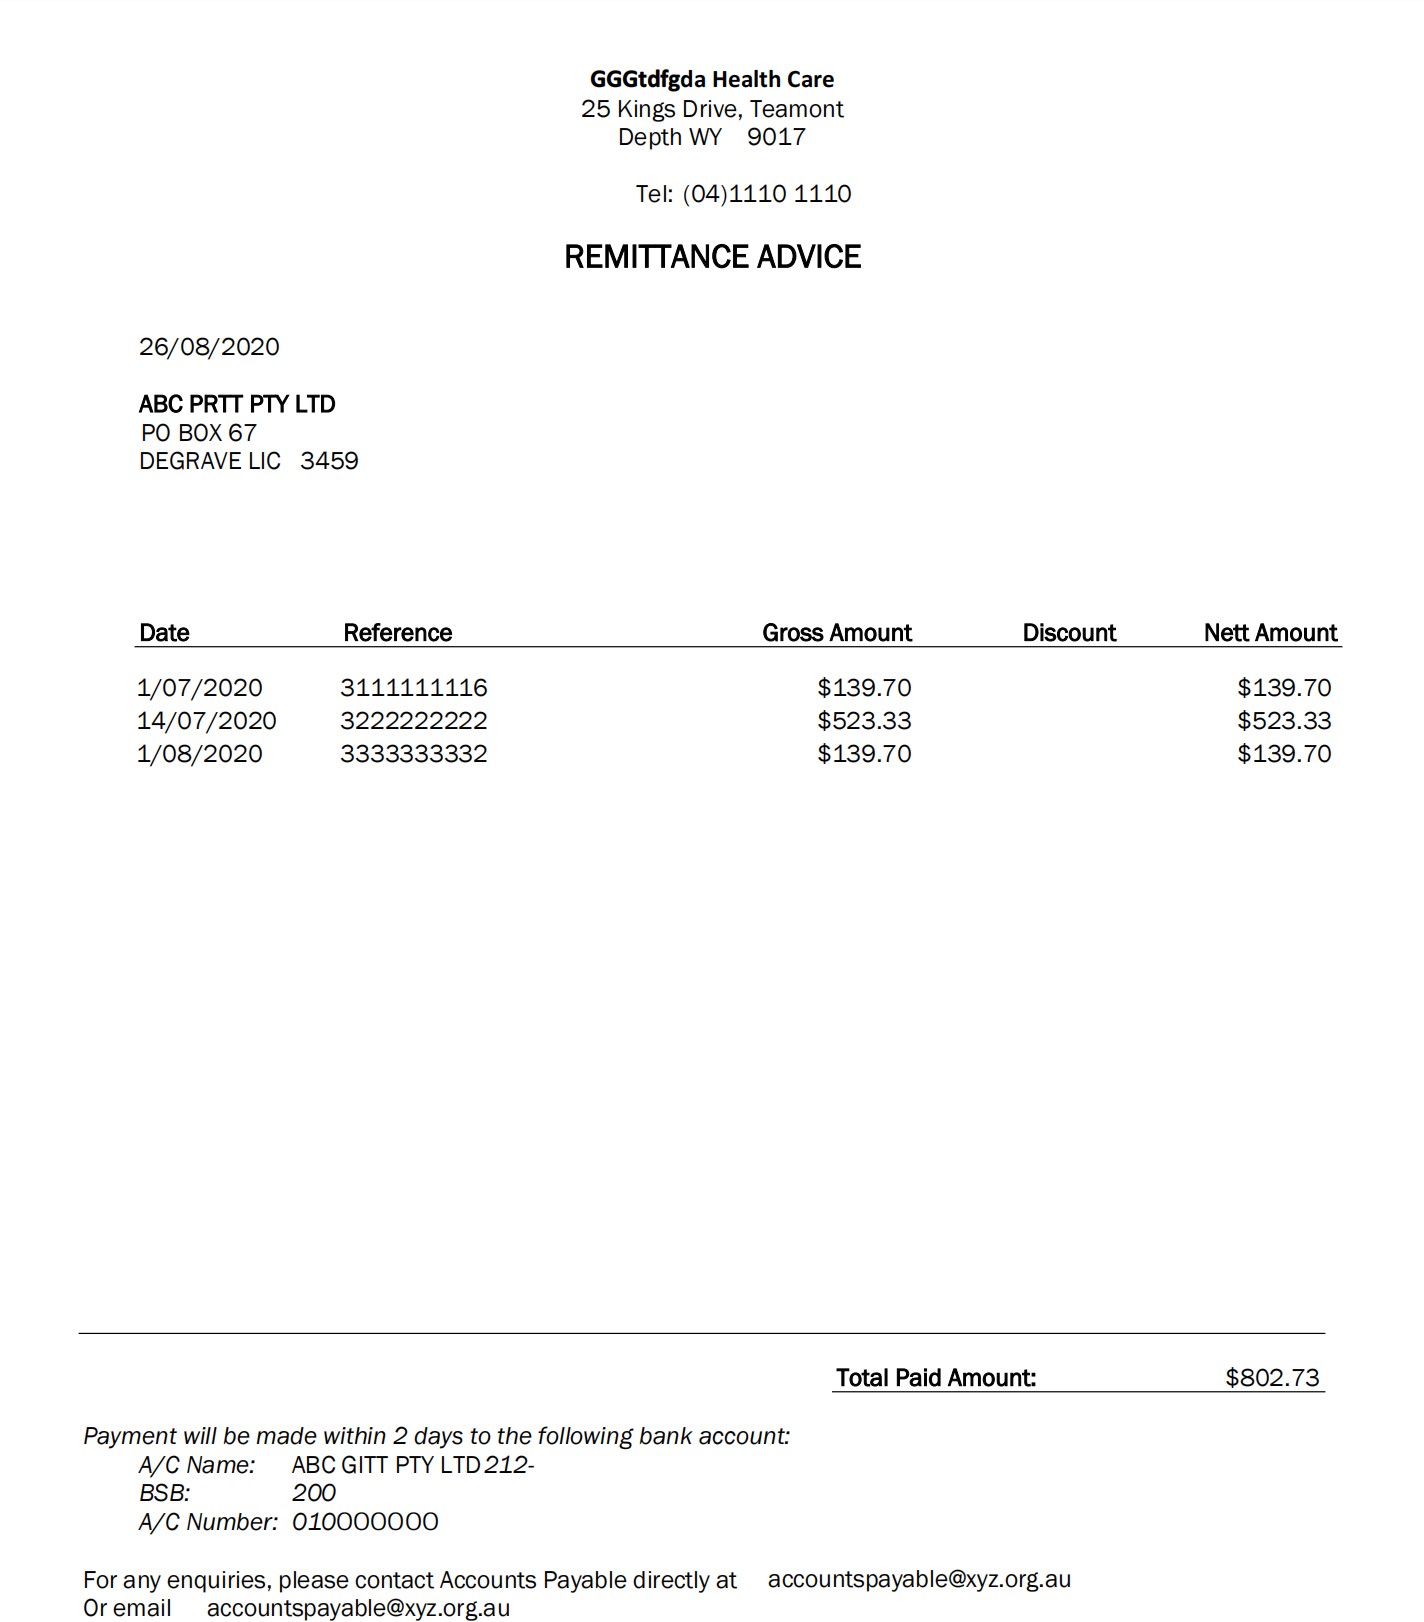 GGGtdfgda Health Care
25 Kings Drive, Teamont
Depth WY 9017
Tel: (04)1110 1110
REMITTANCE ADVICE
26/08/2020
ABC PRTT PTY LTD
PO BOX 67
DEGRAVE LIC 3459
Date Reference Gross Amount Discount Nett Amount
1/07/2020 3111111116 $139.70 $139.70
14/07/2020 3222222222 $523.33 $523.33
1/08/2020 3333333332 $139.70 $139.70
Total Paid Amount: $802.73
Payment will be made within 2 days to the following bank account:
A/C Name: ABC GITT PTY LTD 212-
BSB: 200
A/C Number: 010000000
For any enquiries, please contact Accounts Payable directly at accountspayable@xyz.org.au
Or email accountspayable@xyz.org.au